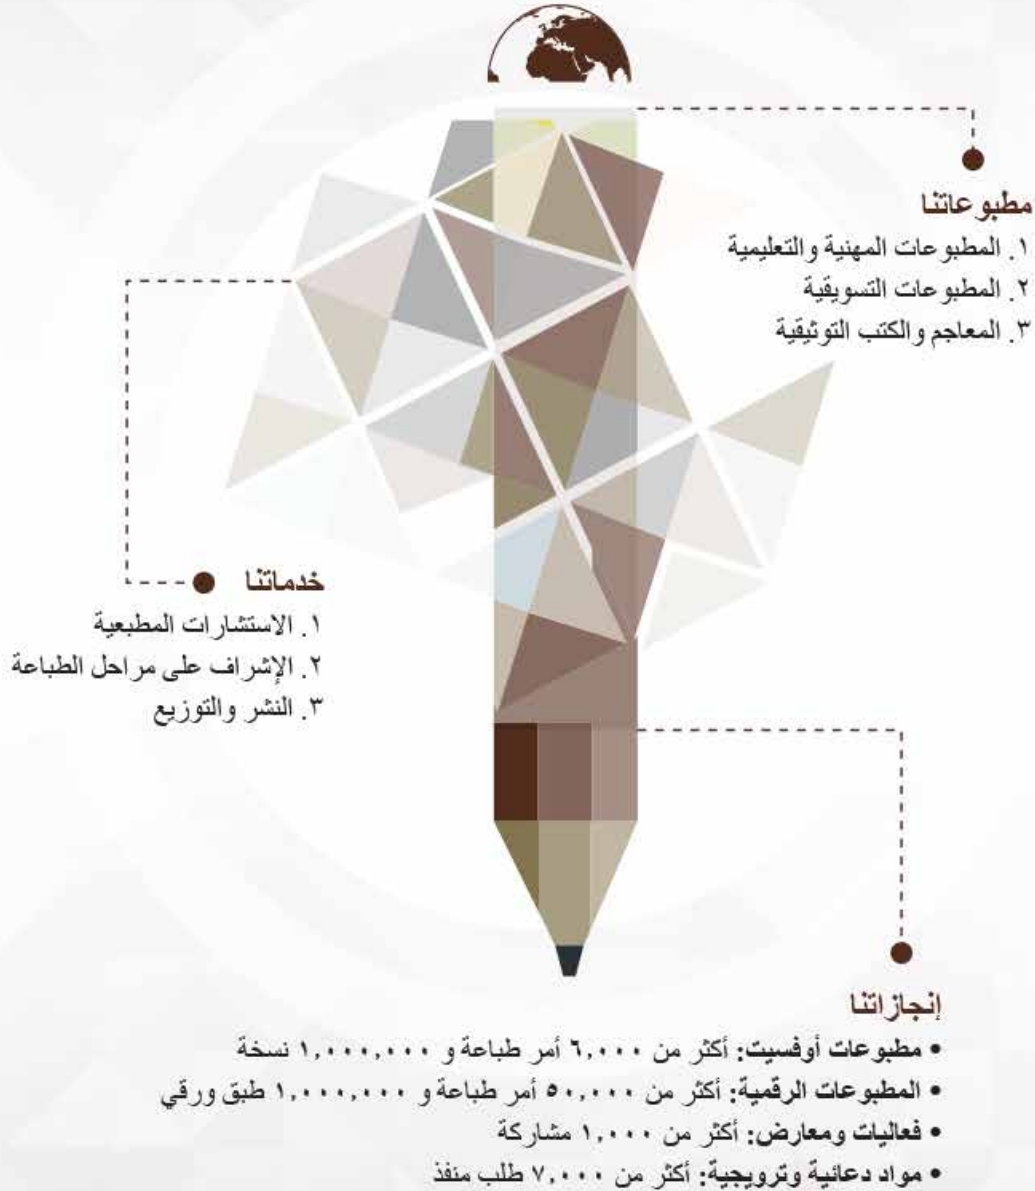 مطبوعاتنا
١. المطبوعات المهنية والتعليمية
٢. المطبوعات التسويقية
٣. المعاجم والكتب التوثيقية
خدماتنا
١. الاستشارات المطبعية
٢. الإشراف على مراحل الطباعة
٣. النشر والتوزيع
إنجازاتنا
• مطبوعات أوفسيت: أكثر من ٦,٠٠٠ أمر طباعة و ١,٠٠٠,٠٠٠ نسخة
• المطبوعات الرقمية: أكثر من ٥٠,٠٠٠ أمر طباعة و ١,٠٠٠,٠٠٠ طبق ورقي
• فعاليات ومعارض: أكثر من ١,٠٠٠ مشاركة
• مواد دعائية وترويجية: أكثر من ٧,٠٠٠ طلب منفذ